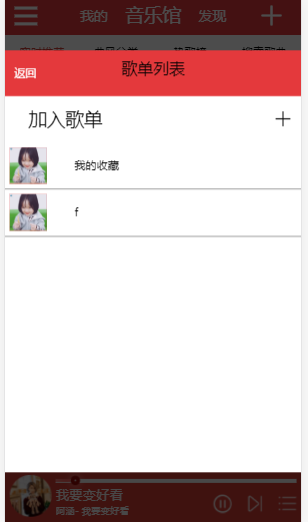 我的 音乐馆 发现
返回 歌单列表
加入歌单
我的收藏
f
我要变好看
阿涵- 我要变好看